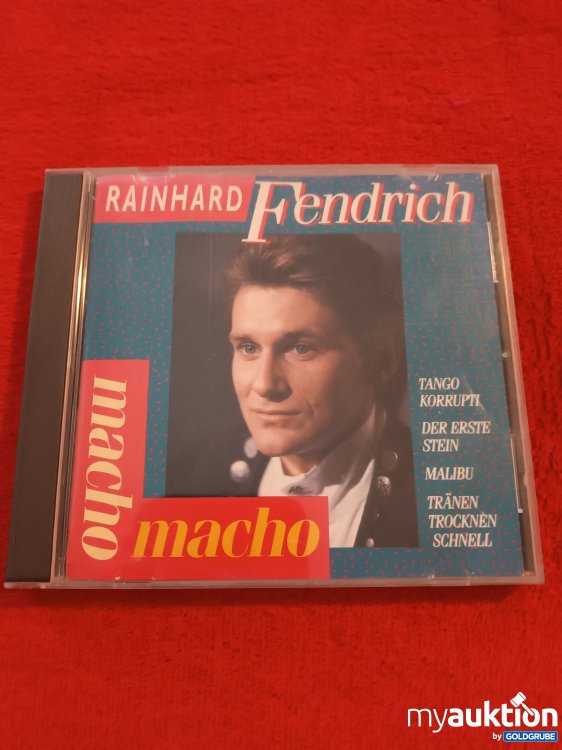 RAINHARD Fendrich
TANGO
KORRUPTI
DER ERSTE
STEIN
MALIBU
TRÄNEN
TROCKNEN
SCHNELL
macho
macho
myauktion
by GOLDGRUBE